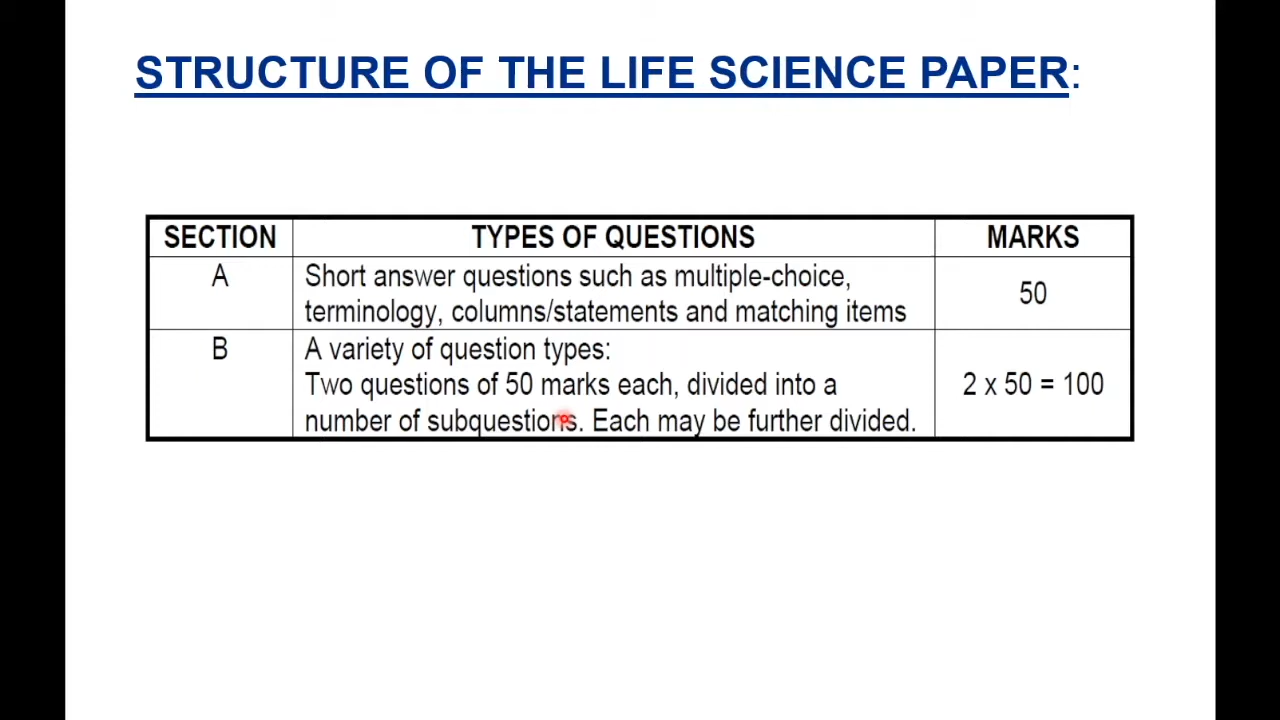 STRUCTURE OF THE LIFE SCIENCE PAPER:
SECTION TYPES OF QUESTIONS MARKS
A Short answer questions such as multiple-choice,
terminology, columns/statements and matching items 50
B A variety of question types:
Two questions of 50 marks each, divided into a 2 x 50 = 100
number of subquestions. Each may be further divided.